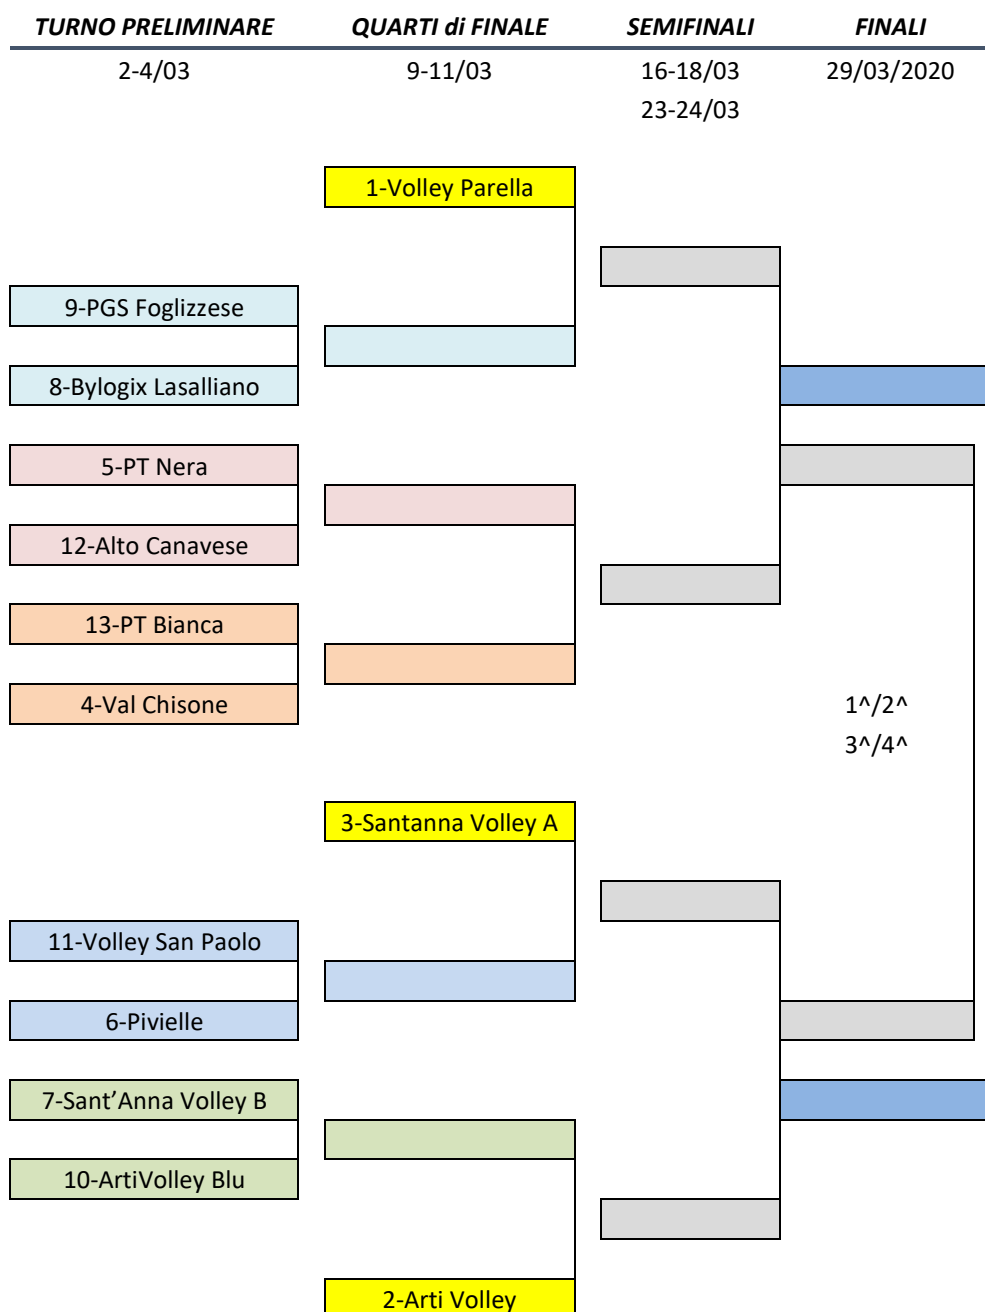 TURNO PRELIMINARE QUARTI di FINALE SEMIFINALI FINALI
2-4/03 9-11/03 16-18/03 29/03/2020
23-24/03
1-Volley Parella
9-PGS Foglizzese
8-Bylogix Lasalliano
5-PT Nera
12-Alto Canavese
13-PT Bianca
4-Val Chisone 1^/2^
3^/4^
3-Santanna Volley A
11-Volley San Paolo
6-Pivielle
7-Sant’Anna Volley B
10-ArtiVolley Blu
2-Arti Volley